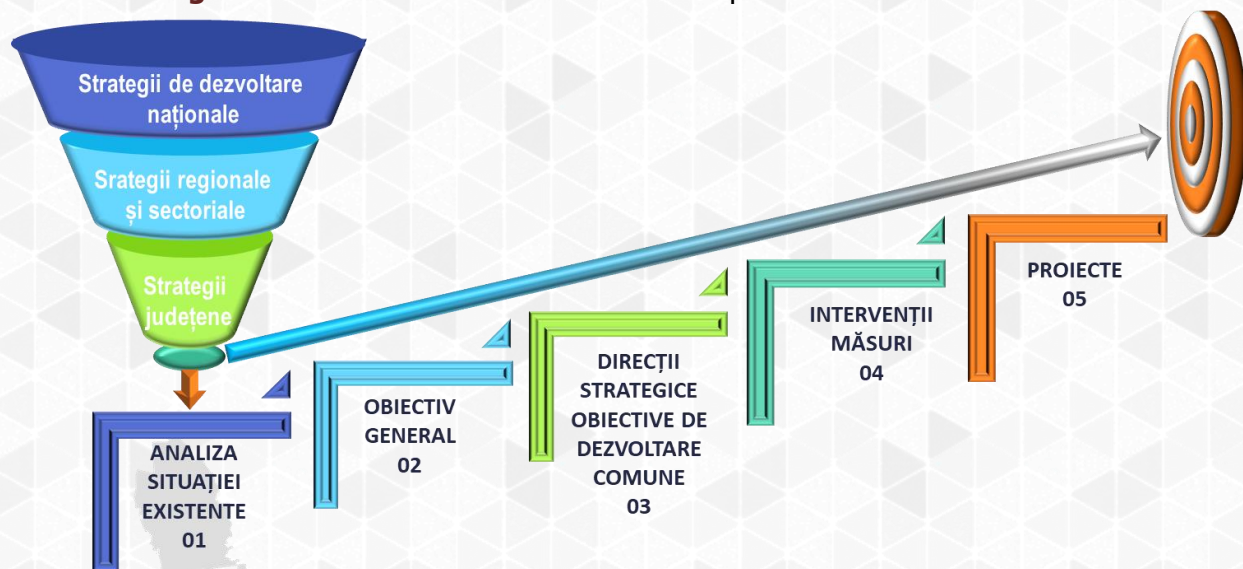 Strategii de dezvoltare
naționale
Srategii regionale
și sectoriale
Strategii
județene
ANALIZA
SITUAȚIEI
EXISTENTE
01
OBIECTIV
GENERAL
02
DIRECȚII
STRATEGICE
OBIECTIVE DE
DEZVOLTARE
COMUNE
03
INTERVENȚII
MĂSURI
04
PROIECTE
05